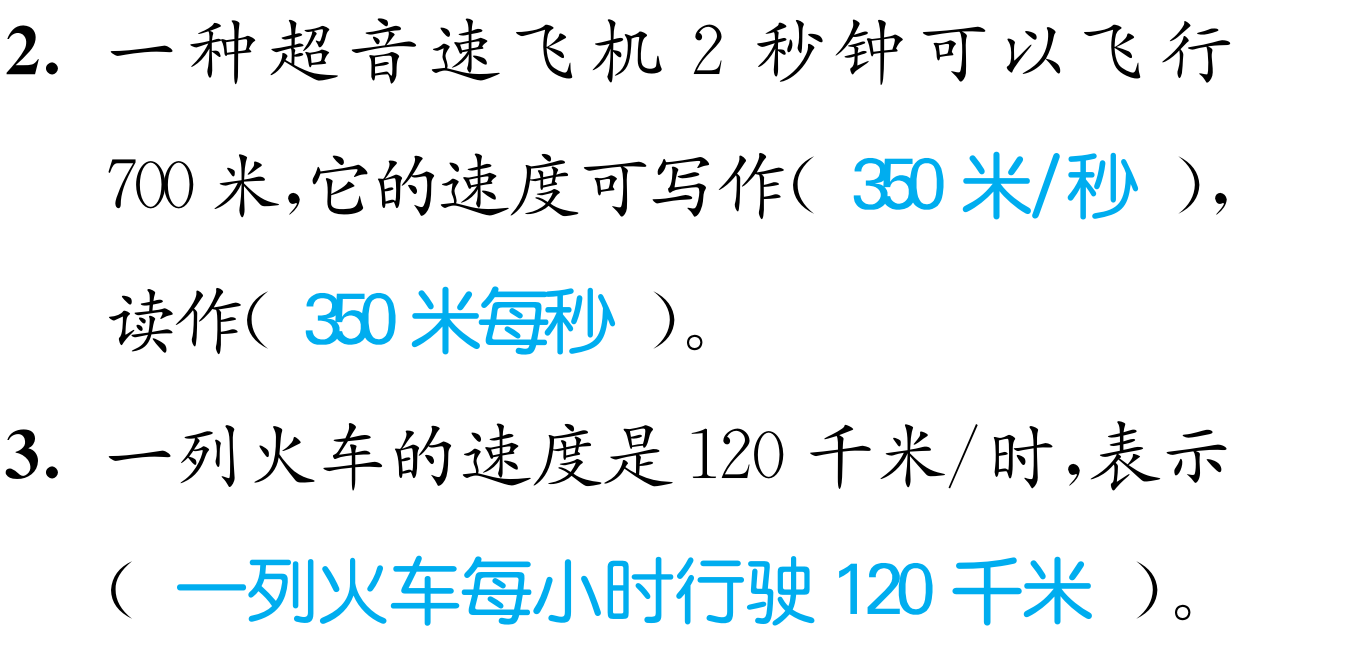 2. 一种超音速飞机 2 秒钟可以飞行
700 米,它的速度可写作( 350 米/秒 ),
读作( 350 米每秒 )。
3. 一列火车的速度是 120 千米/时,表示
( 一列火车每小时行驶 120 千米 )。